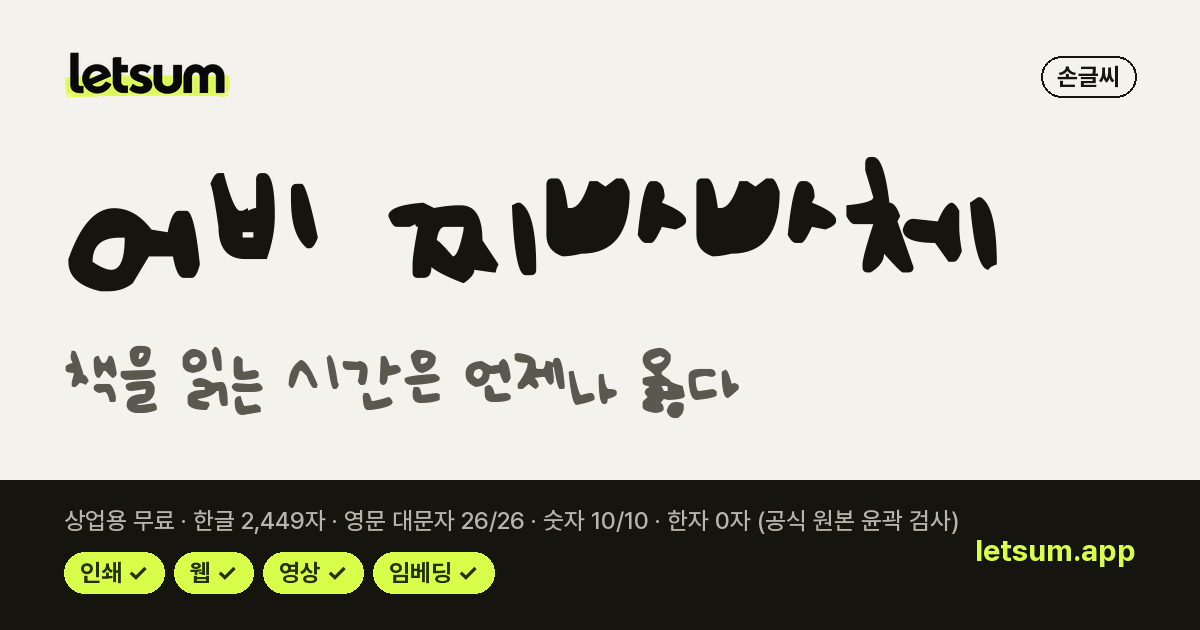 letsum
손글씨
어비 찌빠빠체
책을 읽는 시간은 언제나 옳다
상업용 무료 · 한글 2,449자 · 영문 대문자 26/26 · 숫자 10/10 · 한자 0자 (공식 원본 윤곽 검사)
인쇄 ✓ 웹 ✓ 영상 ✓ 임베딩 ✓
letsum.app